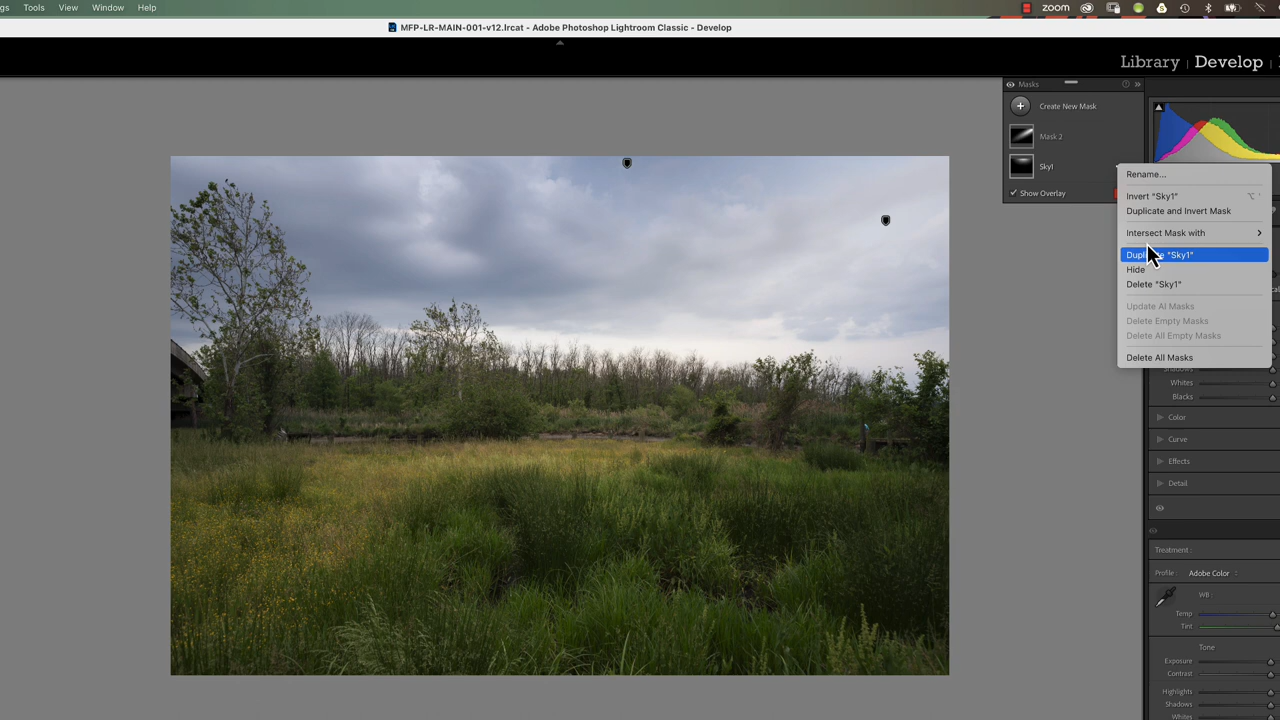 gs Tools View Window Help
zoom
MFP-LR-MAIN-001-v12.lrcat - Adobe Photoshop Lightroom Classic - Develop
Library | Develop |
Masks
Create New Mask
Mask 2
Sky1
Show Overlay
Rename...
Invert "Sky1"
Duplicate and Invert Mask
Intersect Mask with
"Sky1"
Hide
Delete "Sky1"
Update AI Masks
Delete Empty Masks
Delete All Empty Masks
Delete All Masks
Shadows
Whites
Blacks
Color
Curve
Effects
Detail
Treatment :
Profile : Adobe Color
WB :
Temp
Tint
Tone
Exposure
Contrast
Highlights
Shadows
Whites